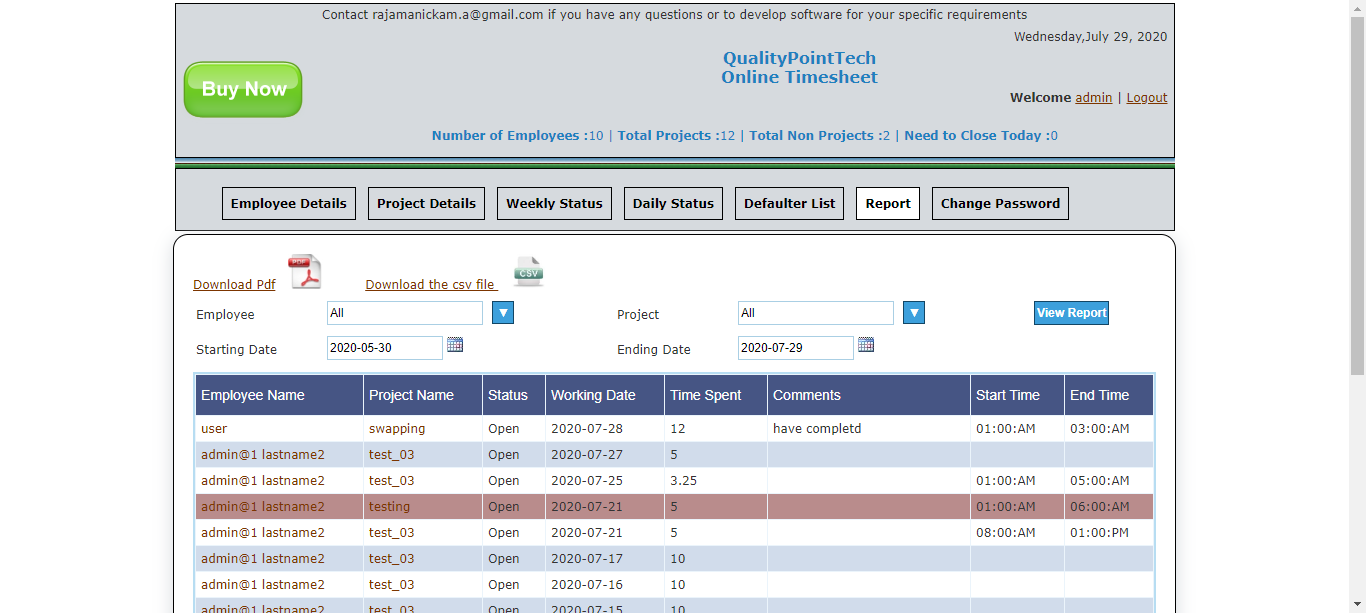 Contact rajamanickam.a@gmail.com if you have any questions or to develop software for your specific requirements
Wednesday,July 29, 2020
QualityPointTech
Online Timesheet
Buy Now
Welcome admin | Logout
Number of Employees :10 | Total Projects :12 | Total Non Projects :2 | Need to Close Today :0
Employee Details Project Details Weekly Status Daily Status Defaulter List Report Change Password
Download Pdf PDF Download the csv file CSV
Employee All Project All View Report
Starting Date 2020-05-30 Ending Date 2020-07-29
Employee Name Project Name Status Working Date Time Spent Comments Start Time End Time
user swapping Open 2020-07-28 12 have completd 01:00:AM 03:00:AM
admin@1 lastname2 test_03 Open 2020-07-27 5
admin@1 lastname2 test_03 Open 2020-07-25 3.25 01:00:AM 05:00:AM
admin@1 lastname2 testing Open 2020-07-21 5 01:00:AM 06:00:AM
admin@1 lastname2 test_03 Open 2020-07-21 5 08:00:AM 01:00:PM
admin@1 lastname2 test_03 Open 2020-07-17 10
admin@1 lastname2 test_03 Open 2020-07-16 10
admin@1 lastname2 test_03 Open 2020-07-15 10